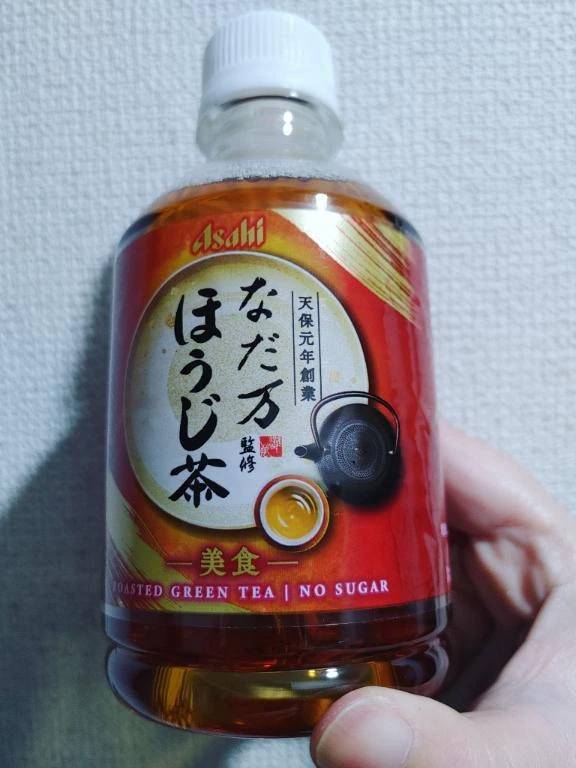 Asahi
天保元年創業
なだ万
監修
ほうじ茶
美食
ROASTED GREEN TEA | NO SUGAR